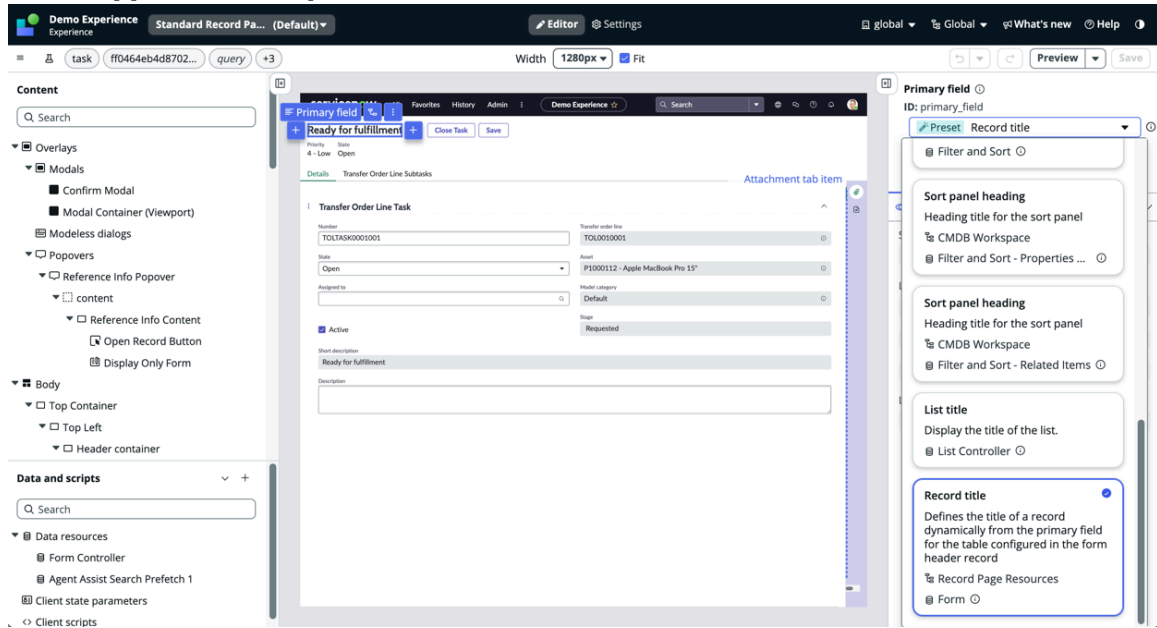 Demo Experience
Experience
Standard Record Pa... (Default)
Editor
Settings
global
Global
What's new
Help
task
ff0464eb4d8702...
query
+3
Width
1280px
Fit
Preview
Save
Content
Search
Overlays
Modals
Confirm Modal
Modal Container (Viewport)
Modeless dialogs
Popovers
Reference Info Popover
content
Reference Info Content
Open Record Button
Display Only Form
Body
Top Container
Top Left
Header container
Data and scripts
Search
Data resources
Form Controller
Agent Assist Search Prefetch 1
Client state parameters
Client scripts
Favorites
History
Admin
Demo Experience
Search
Primary field
Ready for fulfillment
Close Task
Save
Priority
State
4 - Low
Open
Details
Transfer Order Line Subtasks
Attachment tab item
Transfer Order Line Task
Number
TOLTASK0001001
Transfer order line
TOL0010001
State
Open
Asset
P1000112 - Apple MacBook Pro 15"
Assigned to
Model category
Default
Active
Stage
Requested
Short description
Ready for fulfillment
Description
Primary field
ID: primary_field
Preset Record title
Filter and Sort
Sort panel heading
Heading title for the sort panel
CMDB Workspace
Filter and Sort - Properties ...
Sort panel heading
Heading title for the sort panel
CMDB Workspace
Filter and Sort - Related Items
List title
Display the title of the list.
List Controller
Record title
Defines the title of a record
dynamically from the primary field
for the table configured in the form
header record
Record Page Resources
Form